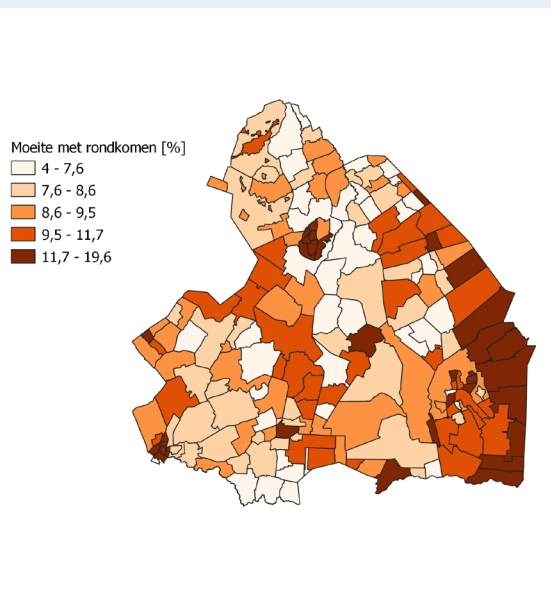 Moeite met rondkomen [%]
4 - 7,6
7,6 - 8,6
8,6 - 9,5
9,5 - 11,7
11,7 - 19,6